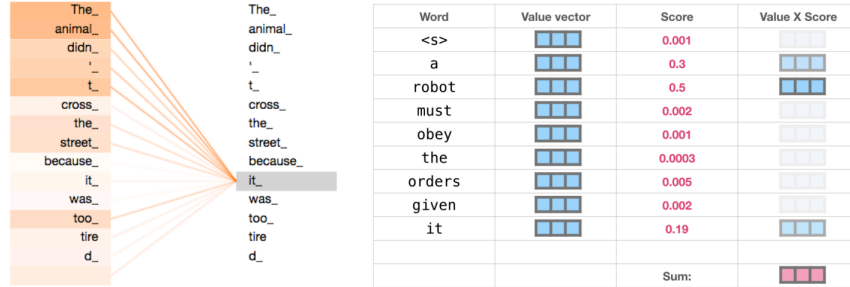 The_
animal_
didn_
'_
t_
cross_
the_
street_
because_
it_
was_
too_
tire
d_
The_
animal_
didn_
'_
t_
cross_
the_
street_
because_
it_
was_
too_
tire
d_
Word Value vector Score Value X Score
<s> 0.001
a 0.3
robot 0.5
must 0.002
obey 0.001
the 0.0003
orders 0.005
given 0.002
it 0.19
Sum: